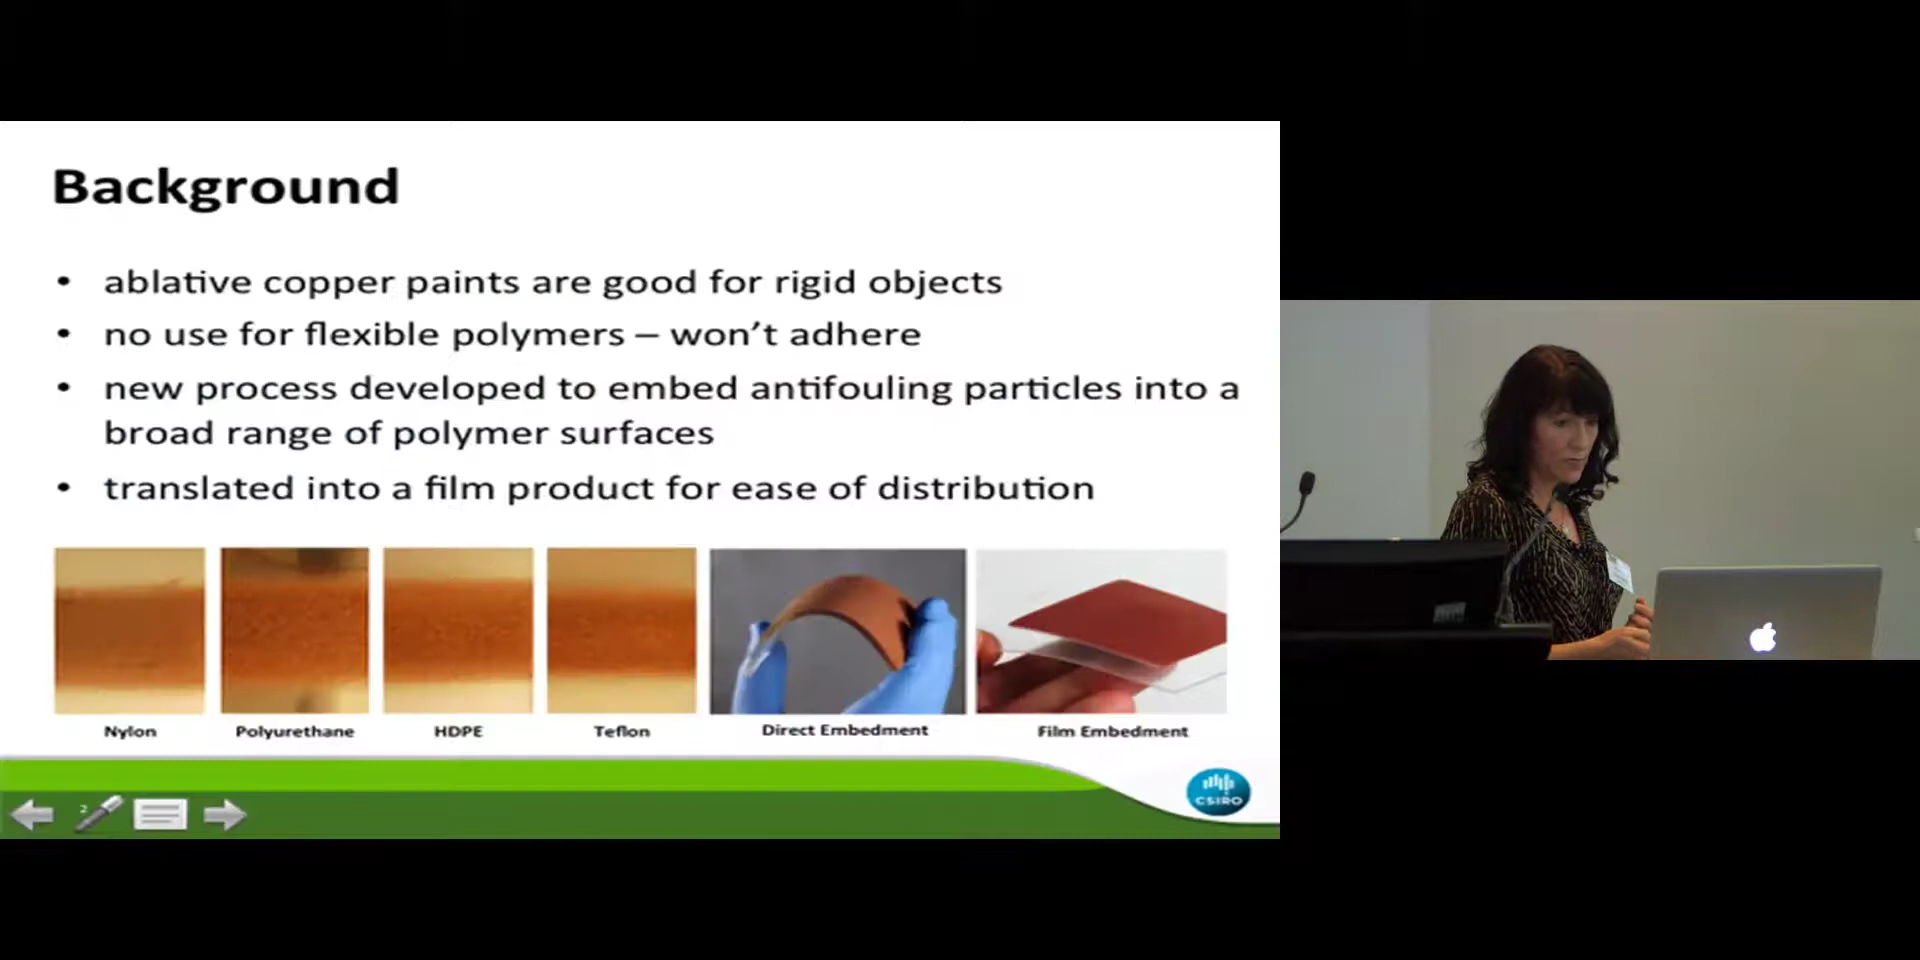 Background
• ablative copper paints are good for rigid objects
• no use for flexible polymers – won't adhere
• new process developed to embed antifouling particles into a
broad range of polymer surfaces
• translated into a film product for ease of distribution
Nylon
Polyurethane
HDPE
Teflon
Direct Embedment
Film Embedment
CSIRO
2